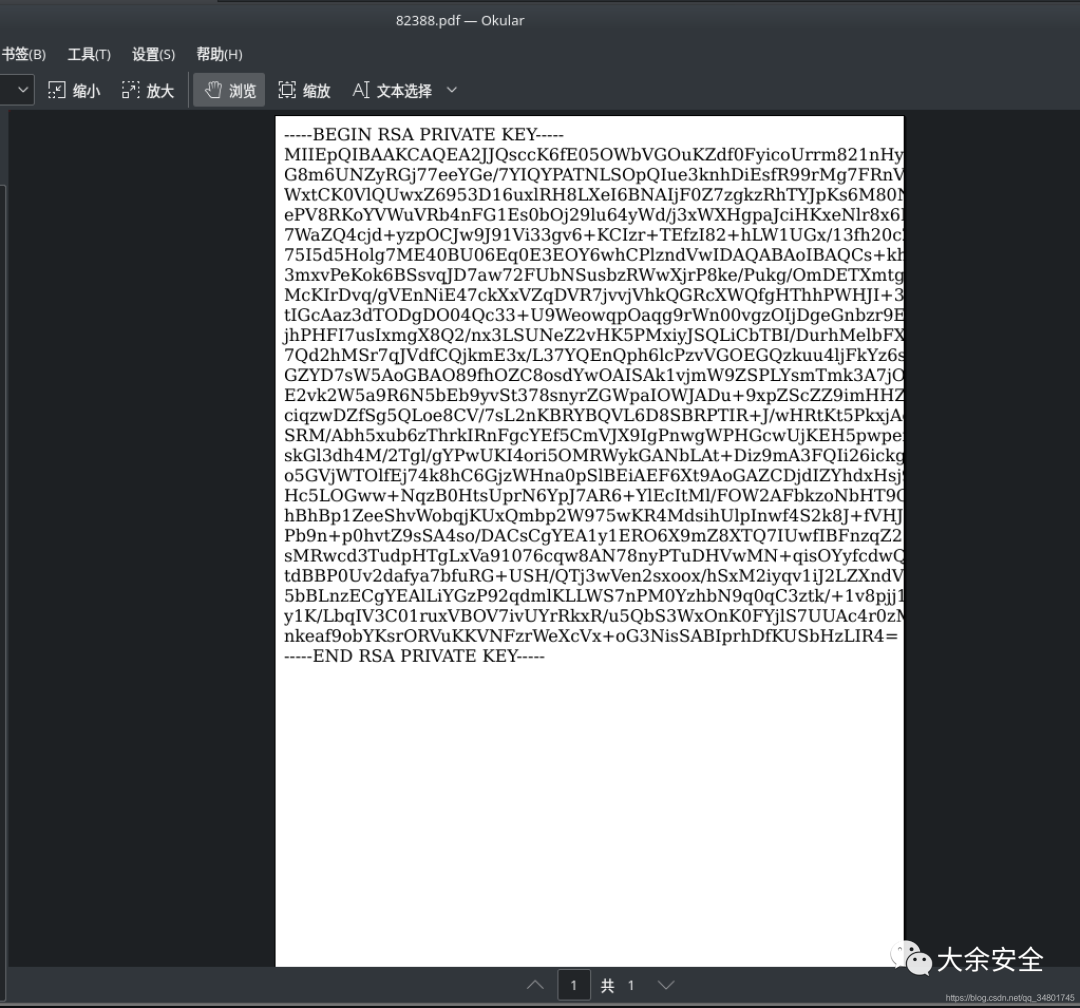 82388.pdf — Okular
书签(B) 工具(T) 设置(S) 帮助(H)
缩小 放大 浏览 缩放 文本选择
-----BEGIN RSA PRIVATE KEY-----
MIIEpQIBAAKCAQEA2JJQsccK6fE05OWbVGOuKZdf0FyicoUrrm821nHy
G8m6UNZyRGj77eeYGe/7YIQYPATNLSOpQIue3knhDiEsfR99rMg7FRnV
WxtCK0VlQUwxZ6953D16uxlRH8LXeI6BNAIjF0Z7zgkzRhTYJpKs6M80
ePV8RKoYVWuVRb4nFG1Es0bOj29lu64yWd/j3xWXHgpaJciHKxeNlr8x6
7WaZQ4cjd+yzpOCJw9J91Vi33gv6+KCIzr+TEfzI82+hLW1UGx/13fh20c
75I5d5Holg7ME40BU06Eq0E3EOY6whCPlzndVwIDAQABAoIBAQCs+kh
3mxvPeKok6BSsvqJD7aw72FUbNSusbzRWwXjrP8ke/Pukg/OmDETXmtg
McKIrDvq/gVEnNiE47ckXxVZqDVR7jvvjVhkQGRcXWQfgHThhPWHJI+3
tIGcAaz3dTODgDO04Qc33+U9WeowqpOaqg9rWn00vgzOIjDgeGnbzr9E
jhPHFI7usIxmgX8Q2/nx3LSUNeZ2vHK5PMxiyJSQLiCbTBI/DurhMelbFX
7Qd2hMSr7qJVdfCQjkmE3x/L37YQEnQph6lcPzvVGOEGQzkuu4ljFkYz6s
GZYD7sW5AoGBAO89fhOZC8osdYwOAISAk1vjmW9ZSPLYsmTmk3A7jO
E2vk2W5a9R6N5bEb9yvSt378snyrZGWpaIOWJADu+9xpZScZZ9imHHZ
ciqzwDZfSg5QLoe8CV/7sL2nKBRYBQVL6D8SBRPTIR+J/wHRtKt5PkxjA
SRM/Abh5xub6zThrkIRnFgcYEf5CmVJX9IgPnwgWPHGcwUjKEH5pwpe
skGl3dh4M/2Tgl/gYPwUKI4ori5OMRWykGANbLAt+Diz9mA3FQIi26ickg
o5GVjWTOlfEj74k8hC6GjzWHna0pSlBEiAEF6Xt9AoGAZCDjdIZYhdxHsj
Hc5LOGww+NqzB0HtsUprN6YpJ7AR6+YlEcItMl/FOW2AFbkzoNbHT9
hBhBp1ZeeShvWobqjKUxQmbp2W975wKR4MdsihUlpInwf4S2k8J+fVHJ
Pb9n+p0hvtZ9sSA4so/DACsCgYEA1y1ERO6X9mZ8XTQ7IUwfIBFnzqZ2
sMRwcd3TudpHTgLxVa91076cqw8AN78nyPTuDHVwMN+qisOYyfcdwQ
tdBBP0Uv2dafya7bfuRG+USH/QTj3wVen2sxoox/hSxM2iyqv1iJ2LZXndV
5bBLnzECgYEAlLiYGzP92qdmlKLLWS7nPM0YzhbN9q0qC3ztk/+1v8pjj1
y1K/LbqIV3C01ruxVBOV7ivUYrRkxR/u5QbS3WxOnK0FYjlS7UUAc4r0z
nkeaf9obYKsrORVuKKVNFzrWeXcVx+oG3NisSABIprhDfKUSbHzLIR4=
-----END RSA PRIVATE KEY-----
大余安全
1 共 1
https://blog.csdn.net/qq_34801745